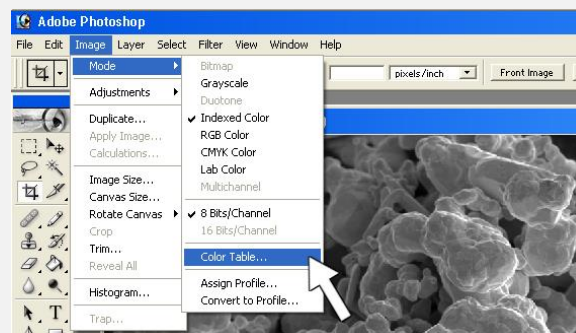 Adobe Photoshop
File Edit Image Layer Select Filter View Window Help
pixels/inch Front Image
Mode
Adjustments
Duplicate...
Apply Image...
Calculations...
Image Size...
Canvas Size...
Rotate Canvas
Crop
Trim...
Reveal All
Histogram...
Trap...
Bitmap
Grayscale
Duotone
Indexed Color
RGB Color
CMYK Color
Lab Color
Multichannel
8 Bits/Channel
16 Bits/Channel
Color Table...
Assign Profile...
Convert to Profile...
T